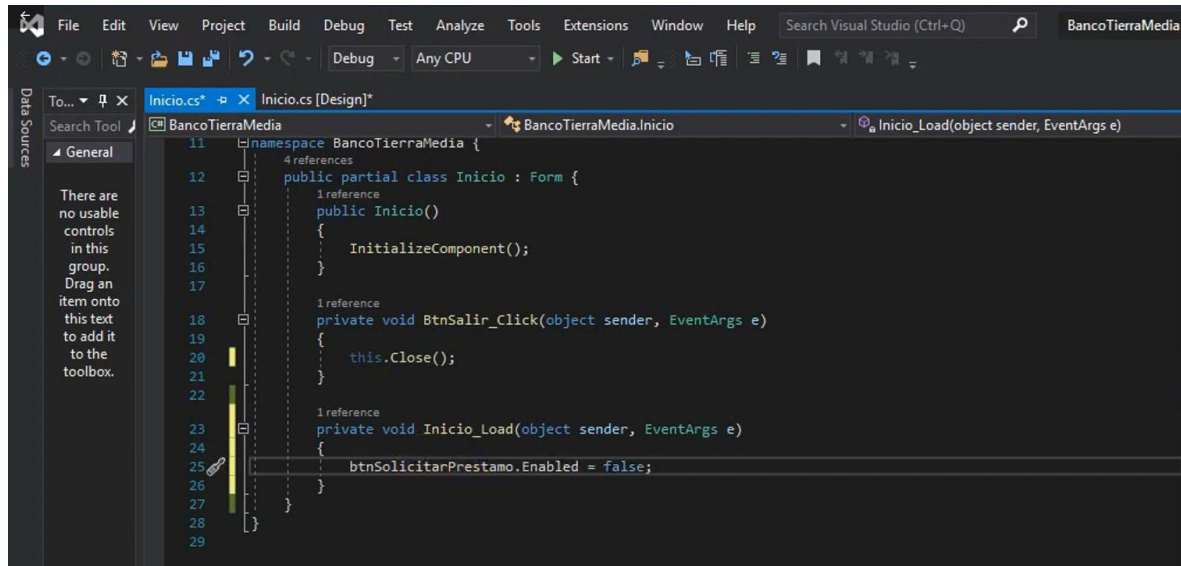 File Edit View Project Build Debug Test Analyze Tools Extensions Window Help Search Visual Studio (Ctrl+Q) BancoTierraMedia
Debug Any CPU Start
Data Sources
To... Inicio.cs* Inicio.cs [Design]*
Search Tool C# BancoTierraMedia BancoTierraMedia.Inicio Inicio_Load(object sender, EventArgs e)
General
There are
no usable
controls
in this
group.
Drag an
item onto
this text
to add it
to the
toolbox.
11 namespace BancoTierraMedia {
4 references
12 public partial class Inicio : Form {
1 reference
13 public Inicio()
14 {
15 InitializeComponent();
16 }
17
1 reference
18 private void BtnSalir_Click(object sender, EventArgs e)
19 {
20 this.Close();
21 }
22
1 reference
23 private void Inicio_Load(object sender, EventArgs e)
24 {
25 btnSolicitarPrestamo.Enabled = false;
26 }
27 }
28 }
29